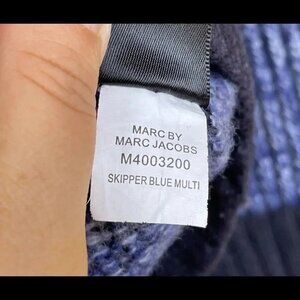 MARC BY
MARC JACOBS
M4003200
SKIPPER BLUE MULTI